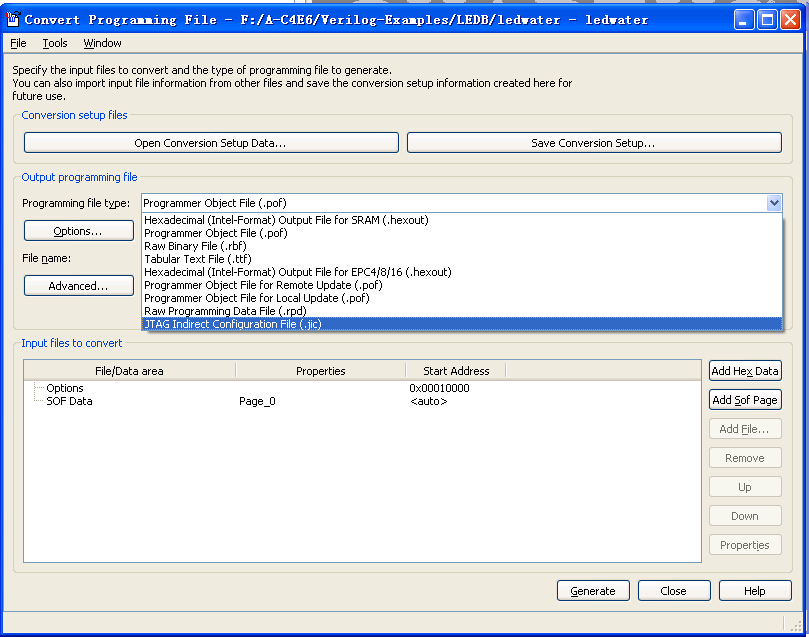 Convert Programming File - F:/A-C4E6/Verilog-Examples/LEDB/ledwater - ledwater
File Tools Window
Specify the input files to convert and the type of programming file to generate.
You can also import input file information from other files and save the conversion setup information created here for
future use.
Conversion setup files
Open Conversion Setup Data...
Save Conversion Setup...
Output programming file
Programming file type:
Programmer Object File (.pof)
Hexadecimal (Intel-Format) Output File for SRAM (.hexout)
Programmer Object File (.pof)
Raw Binary File (.rbf)
Tabular Text File (.ttf)
Hexadecimal (Intel-Format) Output File for EPC4/8/16 (.hexout)
Programmer Object File for Remote Update (.pof)
Programmer Object File for Local Update (.pof)
Raw Programming Data File (.rpd)
JTAG Indirect Configuration File (.jic)
Options...
File name:
Advanced...
Input files to convert
File/Data area Properties Start Address
Options 0x00010000
SOF Data Page_0 <auto>
Add Hex Data
Add Sof Page
Add File...
Remove
Up
Down
Properties
Generate
Close
Help